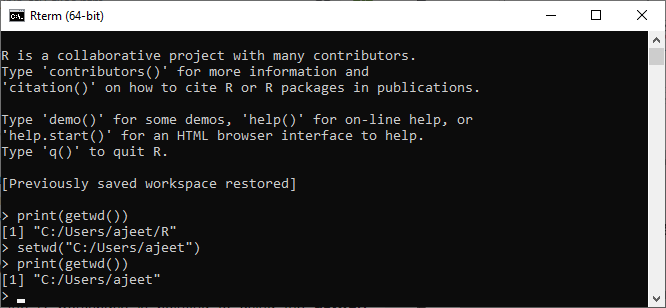 Rterm (64-bit)
R is a collaborative project with many contributors.
Type 'contributors()' for more information and
'citation()' on how to cite R or R packages in publications.
Type 'demo()' for some demos, 'help()' for on-line help, or
'help.start()' for an HTML browser interface to help.
Type 'q()' to quit R.
[Previously saved workspace restored]
> print(getwd())
[1] "C:/Users/ajeet/R"
> setwd("C:/Users/ajeet")
> print(getwd())
[1] "C:/Users/ajeet"
>